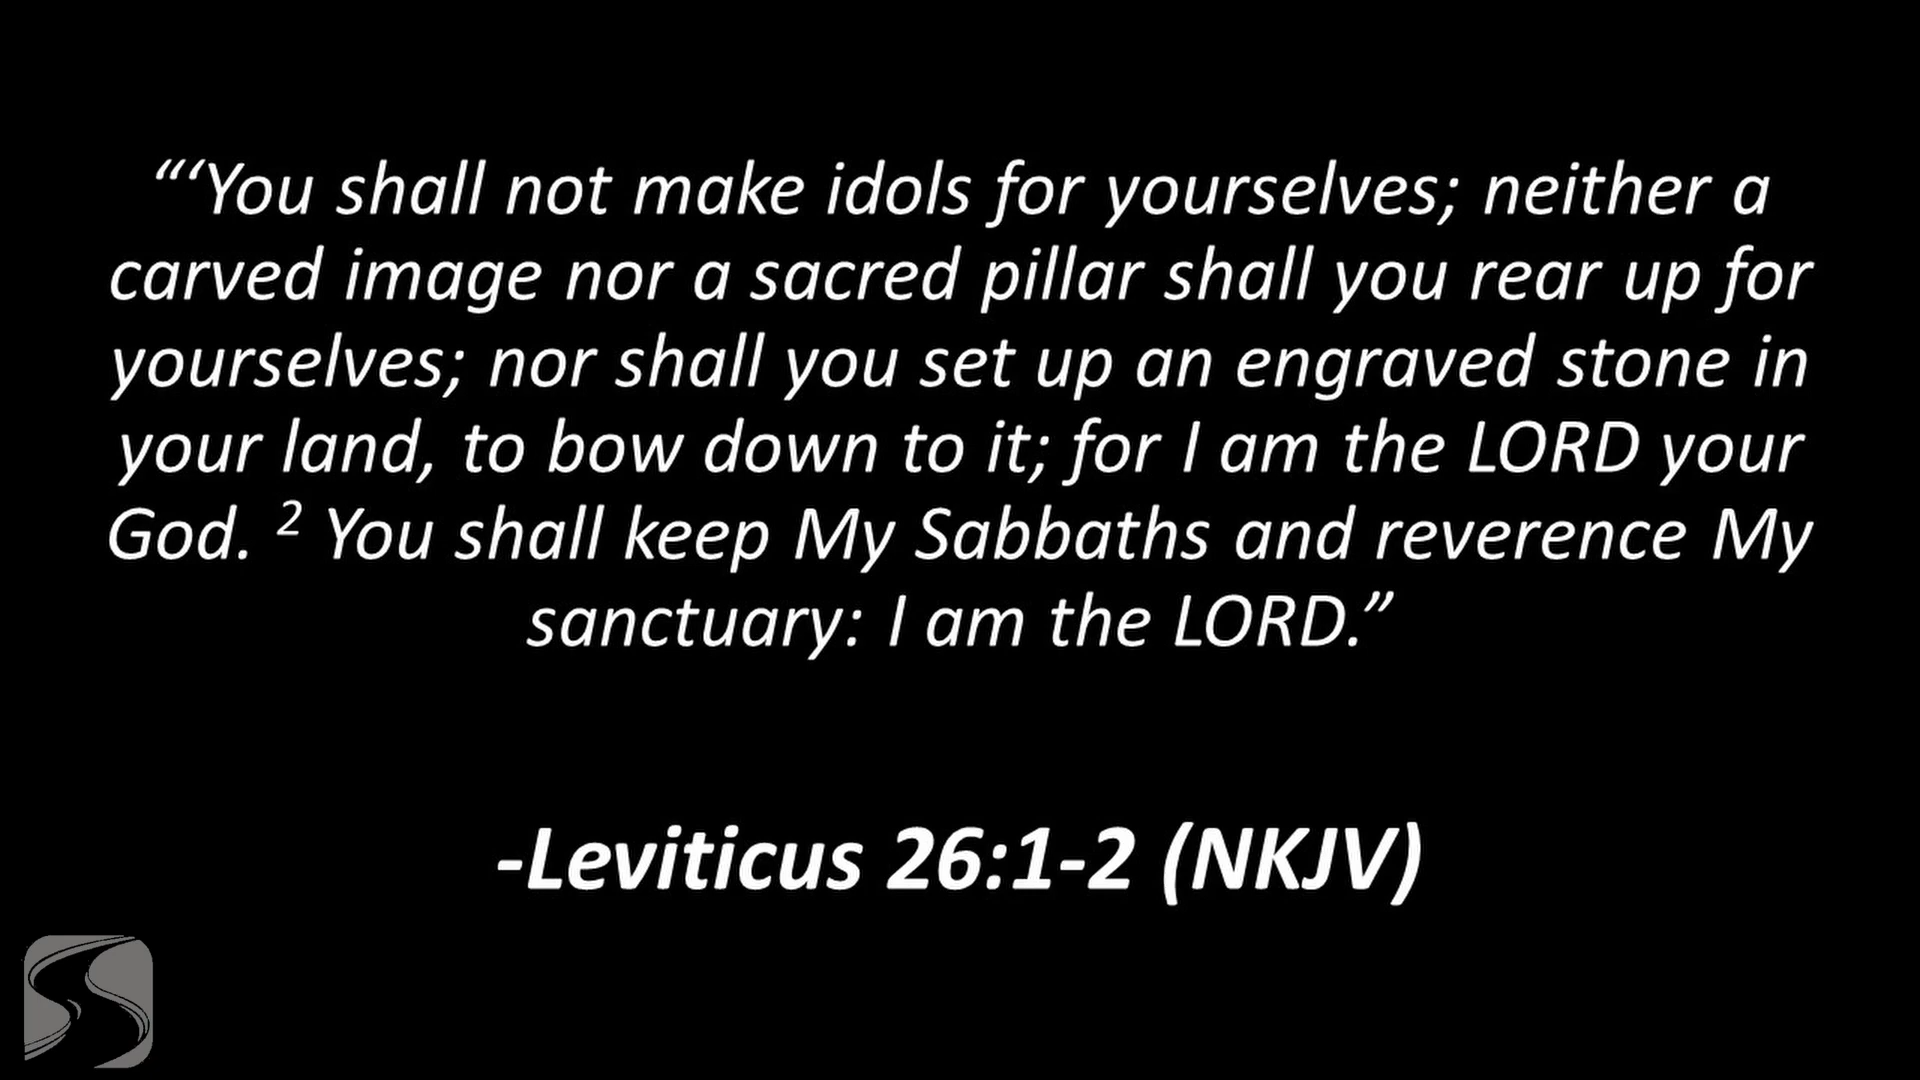 “‘You shall not make idols for yourselves; neither a
carved image nor a sacred pillar shall you rear up for
yourselves; nor shall you set up an engraved stone in
your land, to bow down to it; for I am the LORD your
God. ² You shall keep My Sabbaths and reverence My
sanctuary: I am the LORD.”
-Leviticus 26:1-2 (NKJV)